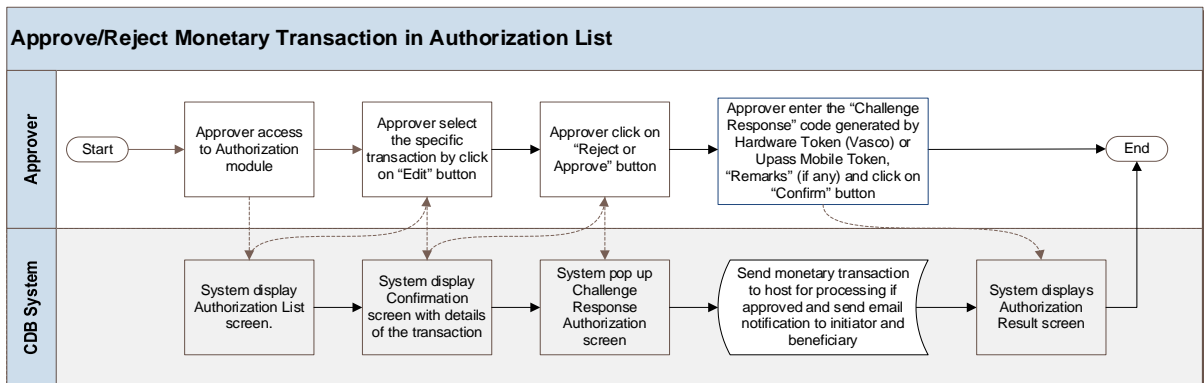 Approve/Reject Monetary Transaction in Authorization List
Approver
Start
Approver access
to Authorization
module
Approver select
the specific
transaction by click
on “Edit” button
Approver click on
“Reject or
Approve” button
Approver enter the “Challenge
Response” code generated by
Hardware Token (Vasco) or
Upass Mobile Token,
“Remarks” (if any) and click on
“Confirm” button
End
CDB System
System display
Authorization List
screen.
System display
Confirmation
screen with details
of the transaction
System pop up
Challenge
Response
Authorization
screen
Send monetary transaction
to host for processing if
approved and send email
notification to initiator and
beneficiary
System displays
Authorization
Result screen